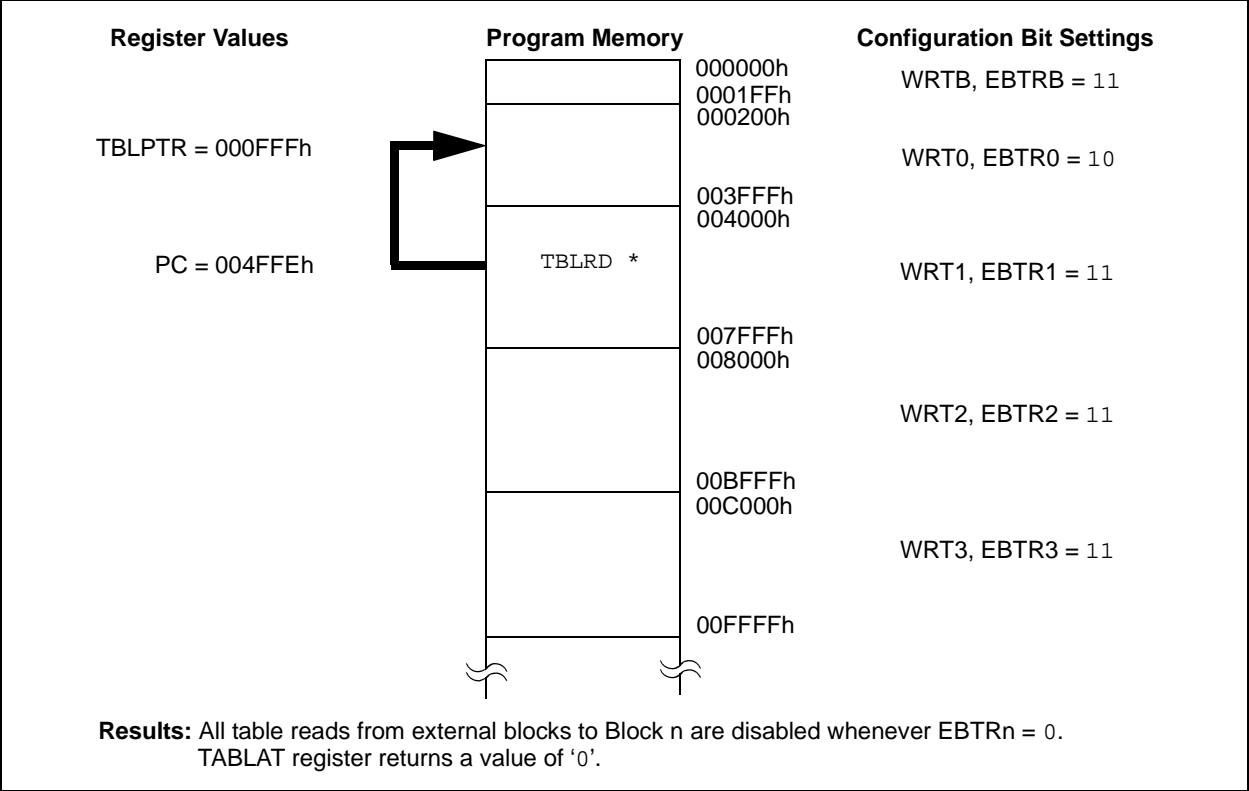 Register Values Program Memory Configuration Bit Settings
000000h
WRTB, EBTRB = 11
0001FFh
000200h
TBLPTR = 000FFFh
WRT0, EBTR0 = 10
003FFFh
004000h
PC = 004FFEh
TBLRD *
WRT1, EBTR1 = 11
007FFFh
008000h
WRT2, EBTR2 = 11
00BFFFh
00C000h
WRT3, EBTR3 = 11
00FFFFh
Results: All table reads from external blocks to Block n are disabled whenever EBTRn = 0.
TABLAT register returns a value of ‘0’.